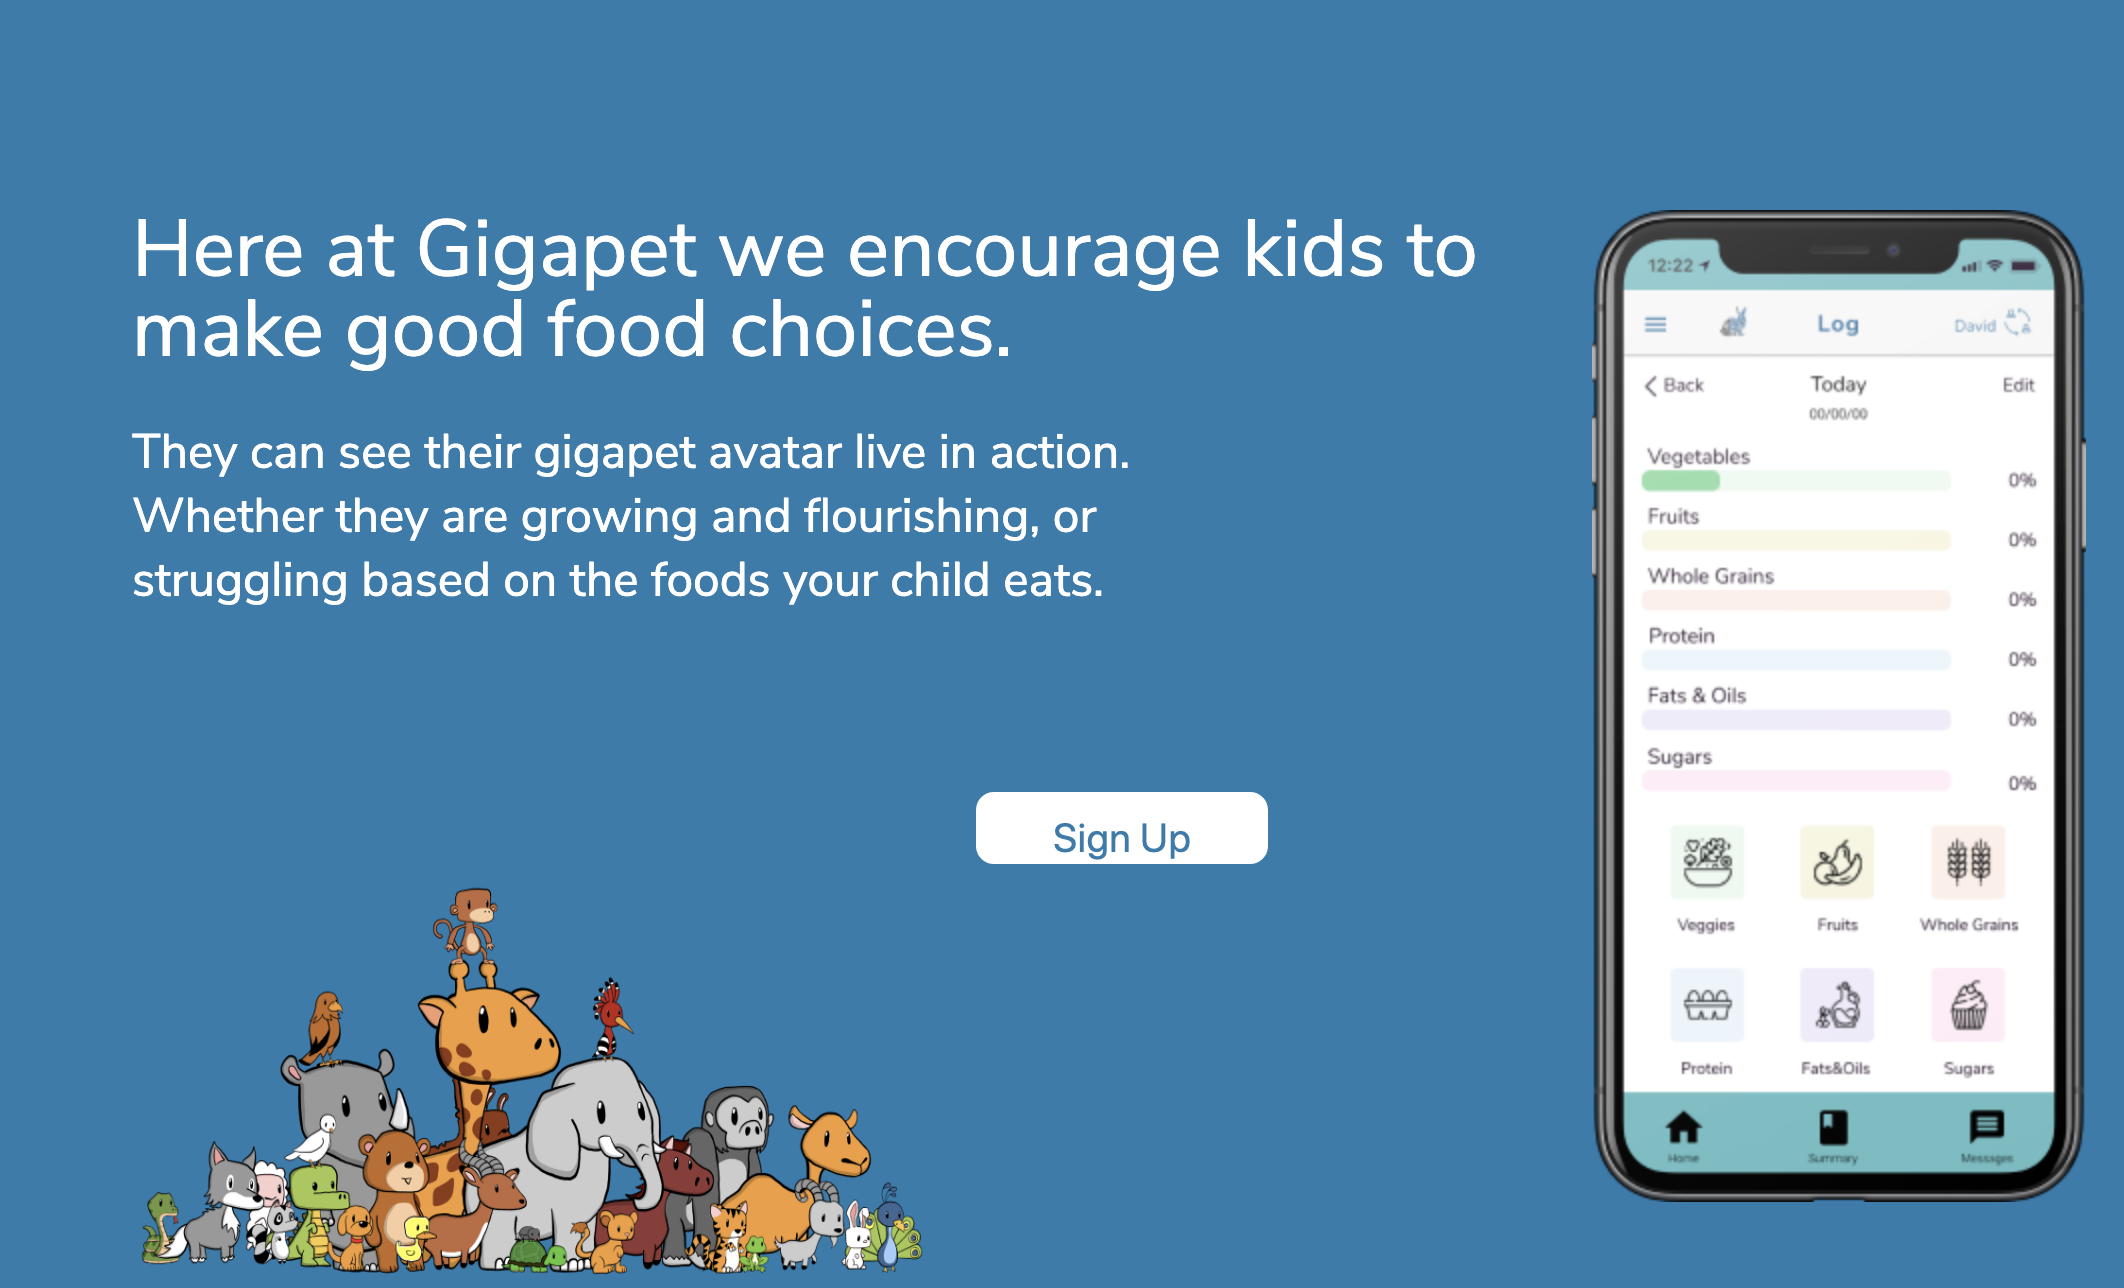 Here at Gigapet we encourage kids to
make good food choices.
They can see their gigapet avatar live in action.
Whether they are growing and flourishing, or
struggling based on the foods your child eats.
Sign Up
12:22
Log
David
Back
Today
Edit
00/00/00
Vegetables
0%
Fruits
0%
Whole Grains
0%
Protein
0%
Fats & Oils
0%
Sugars
0%
Veggies
Fruits
Whole Grains
Protein
Fats&Oils
Sugars
Home
Summary
Messages